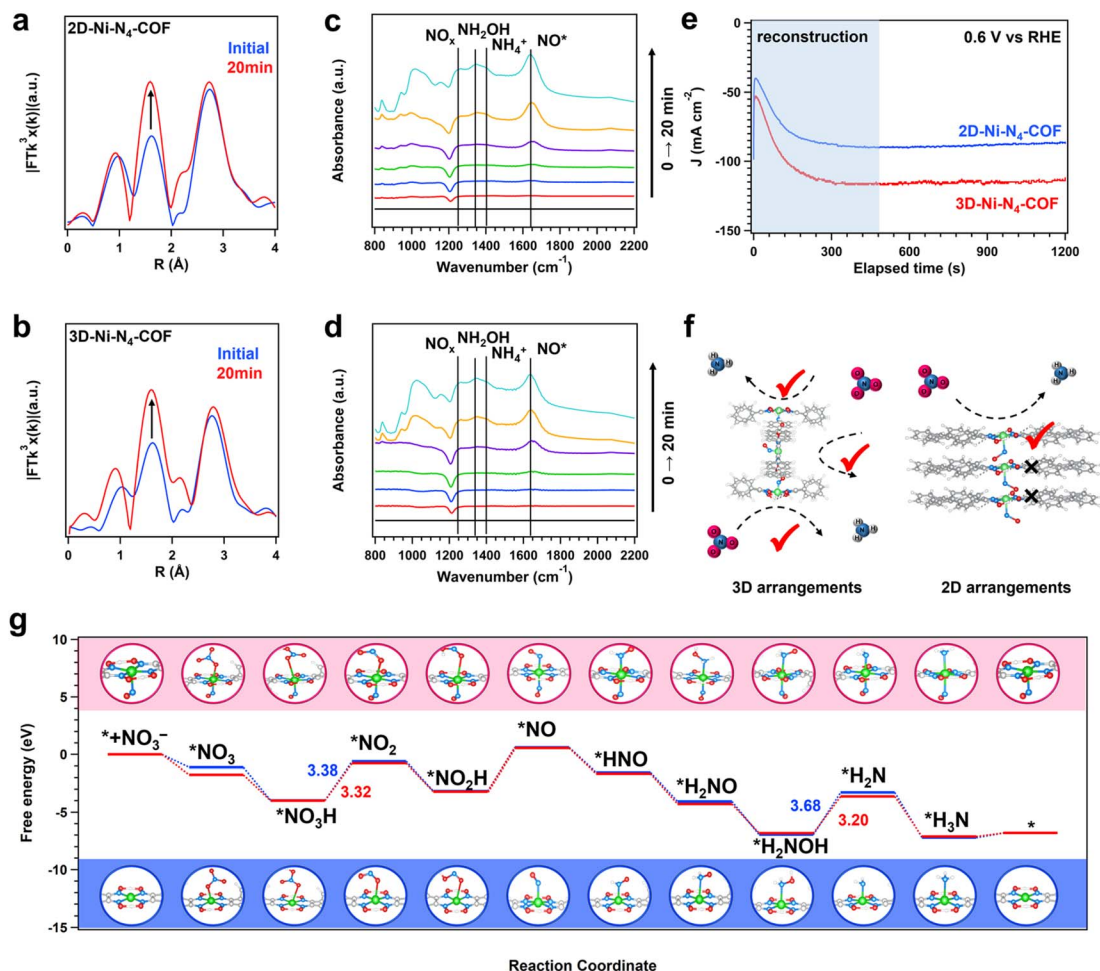 a
2D-Ni-N₄-COF
Initial
20min
|FTk ³x(k)|(a.u.)
0 1 2 3 4
R (Å)
b
3D-Ni-N₄-COF
Initial
20min
|FTk ³x(k)|(a.u.)
0 1 2 3 4
R (Å)
c
NOₓ NH₂OH NH₄⁺ NO*
Absorbance (a.u.)
0 → 20 min
800 1000 1200 1400 1600 1800 2000 2200
Wavenumber (cm⁻¹)
d
NOₓ NH₂OH NH₄⁺ NO*
Absorbance (a.u.)
0 → 20 min
800 1000 1200 1400 1600 1800 2000 2200
Wavenumber (cm⁻¹)
e
reconstruction
0.6 V vs RHE
2D-Ni-N₄-COF
3D-Ni-N₄-COF
J (mA cm⁻²)
0
-50
-100
-150
0 300 600 900 1200
Elapsed time (s)
f
H H H
N O O O
N O O O
H H H
N O O O
H H H
3D arrangements
2D arrangements
g
Free energy (eV)
10
5
0
-5
-10
-15
*+NO₃⁻
*NO₃
*NO₃H
3.38
3.32
*NO₂
*NO₂H
*NO
*HNO
*H₂NO
*H₂NOH
3.68
3.20
*H₂N
*H₃N
*
Reaction Coordinate